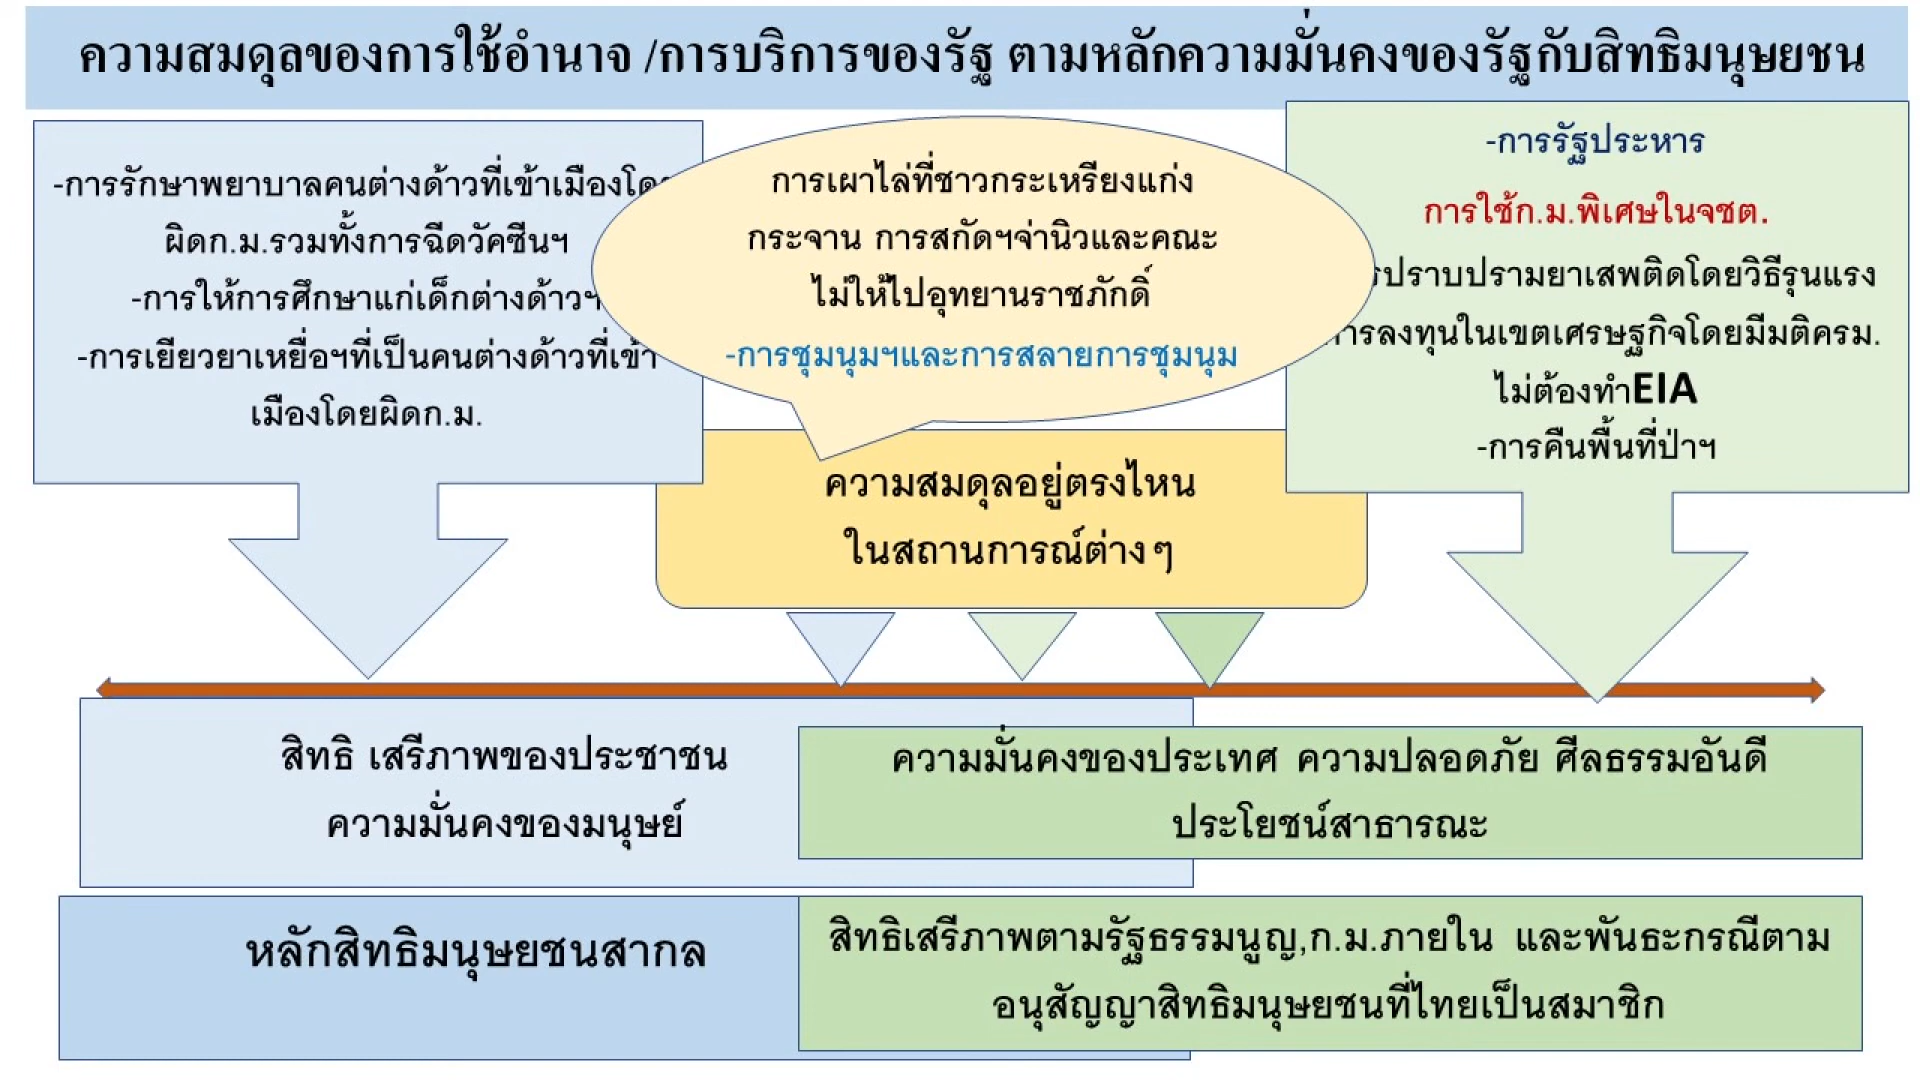 ความสมดุลของการใช้อำนาจ /การบริการของรัฐ ตามหลักความมั่นคงของรัฐกับสิทธิมนุษยชน
-การรักษาพยาบาลคนต่างด้าวที่เข้าเมือง
ผิดก.ม.รวมทั้งการฉีดวัคซีนฯ
-การให้การศึกษาแก่เด็กต่างด้าวฯ
-การเยียวยาเหยื่อฯที่เป็นคนต่างด้าวที่เข้า
เมืองโดยผิดก.ม.
การเผาไล่ที่ชาวกระเหรียงแก่ง
กระจาน การสกัดฯจ่านิวและคณะ
ไม่ให้ไปอุทยานราชภักดิ์
-การชุมนุมฯและการสลายการชุมนุม
-การรัฐประหาร
การใช้ก.ม.พิเศษในจชต.
ปราบปรามยาเสพติดโดยวิธีรุนแรง
การลงทุนในเขตเศรษฐกิจโดยมีมติครม.
ไม่ต้องทำEIA
-การคืนพื้นที่ป่าฯ
ความสมดุลอยู่ตรงไหน
ในสถานการณ์ต่างๆ
สิทธิ เสรีภาพของประชาชน
ความมั่นคงของมนุษย์
ความมั่นคงของประเทศ ความปลอดภัย ศีลธรรมอันดี
ประโยชน์สาธารณะ
หลักสิทธิมนุษยชนสากล
สิทธิเสรีภาพตามรัฐธรรมนูญ,ก.ม.ภายใน และพันธะกรณีตาม
อนุสัญญาสิทธิมนุษยชนที่ไทยเป็นสมาชิก